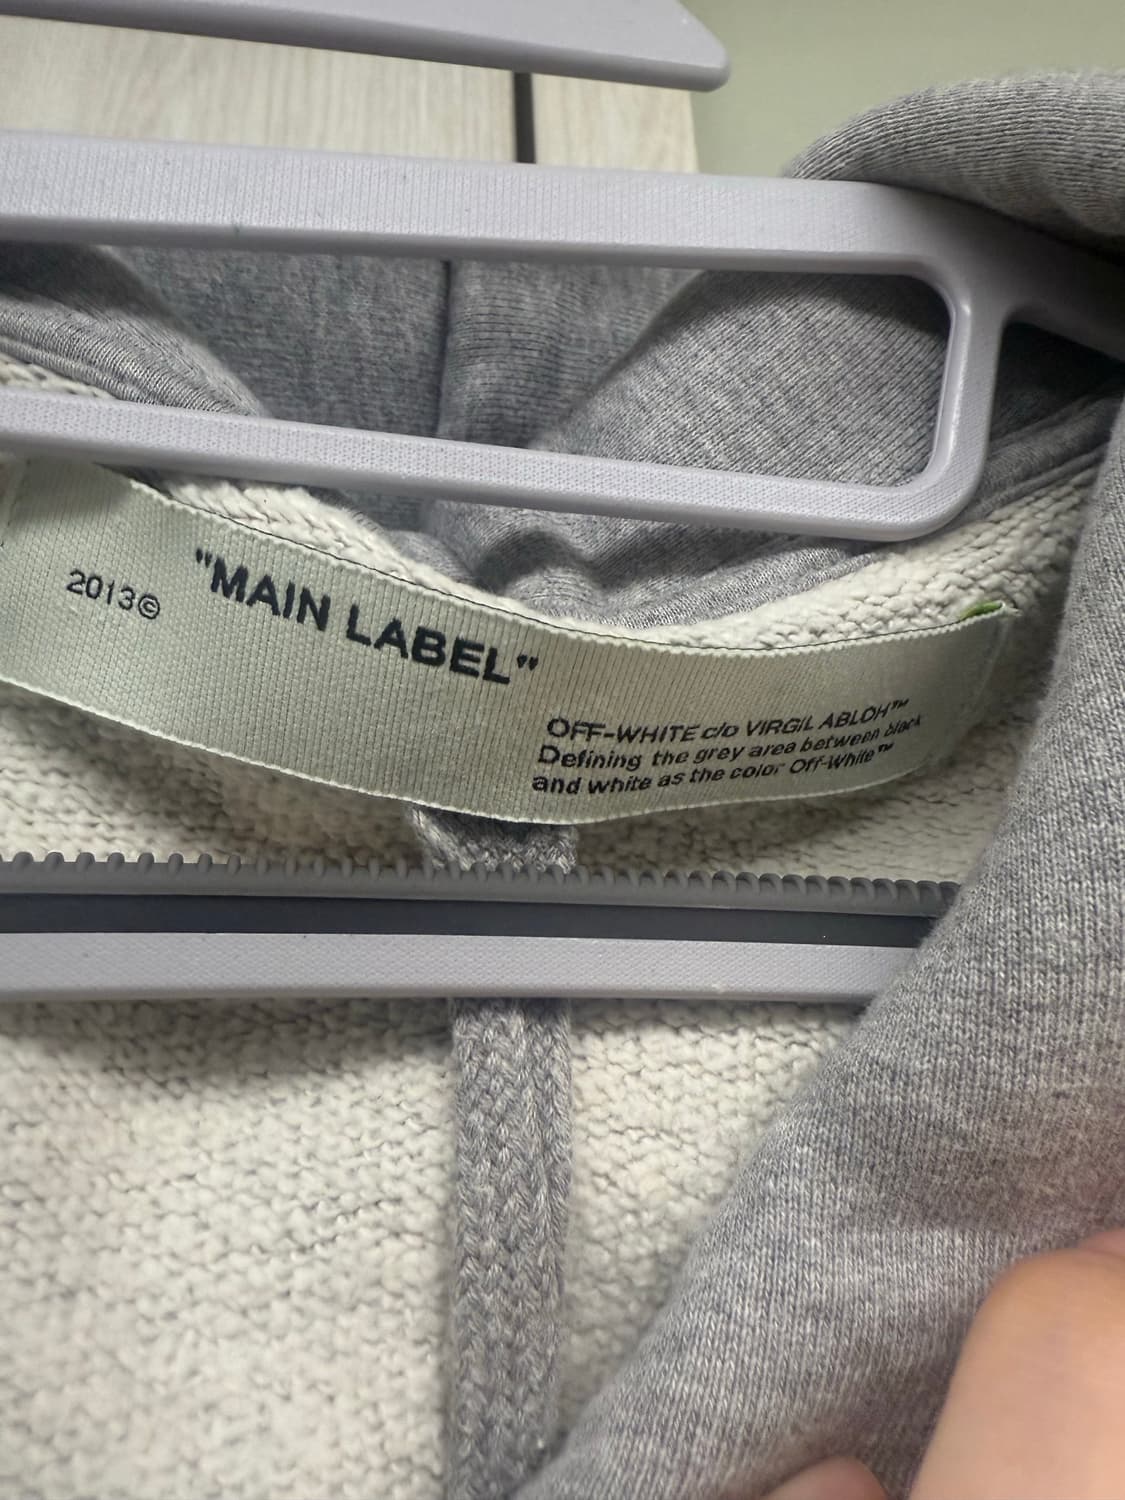 2013©
"MAIN LABEL"
OFF-WHITE c/o VIRGIL ABLOH™
Defining the grey area between black
and white as the color Off-White™